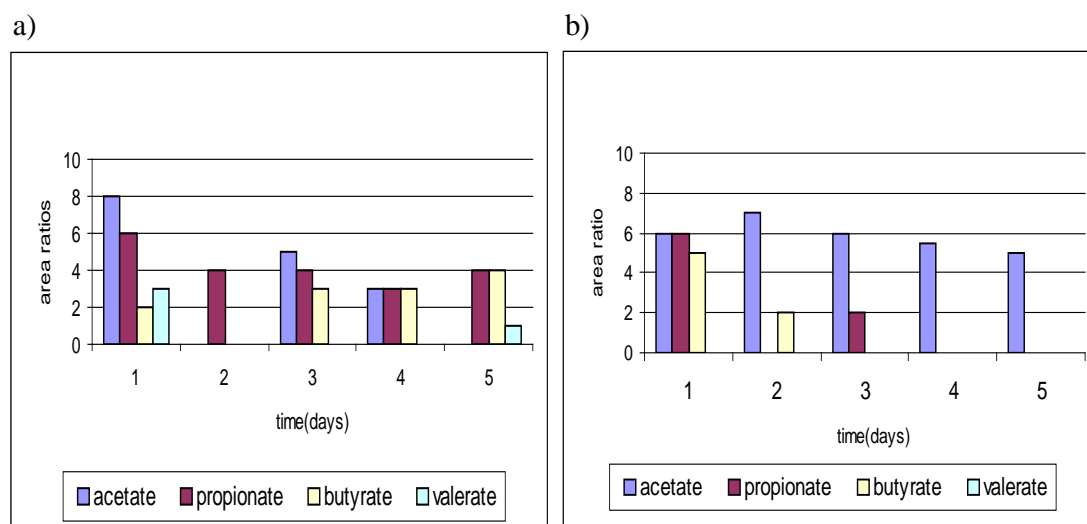 a)
area ratios
10
8
6
4
2
0
1 2 3 4 5
time(days)
acetate propionate butyrate valerate
b)
area ratio
10
8
6
4
2
0
1 2 3 4 5
time(days)
acetate propionate butyrate valerate